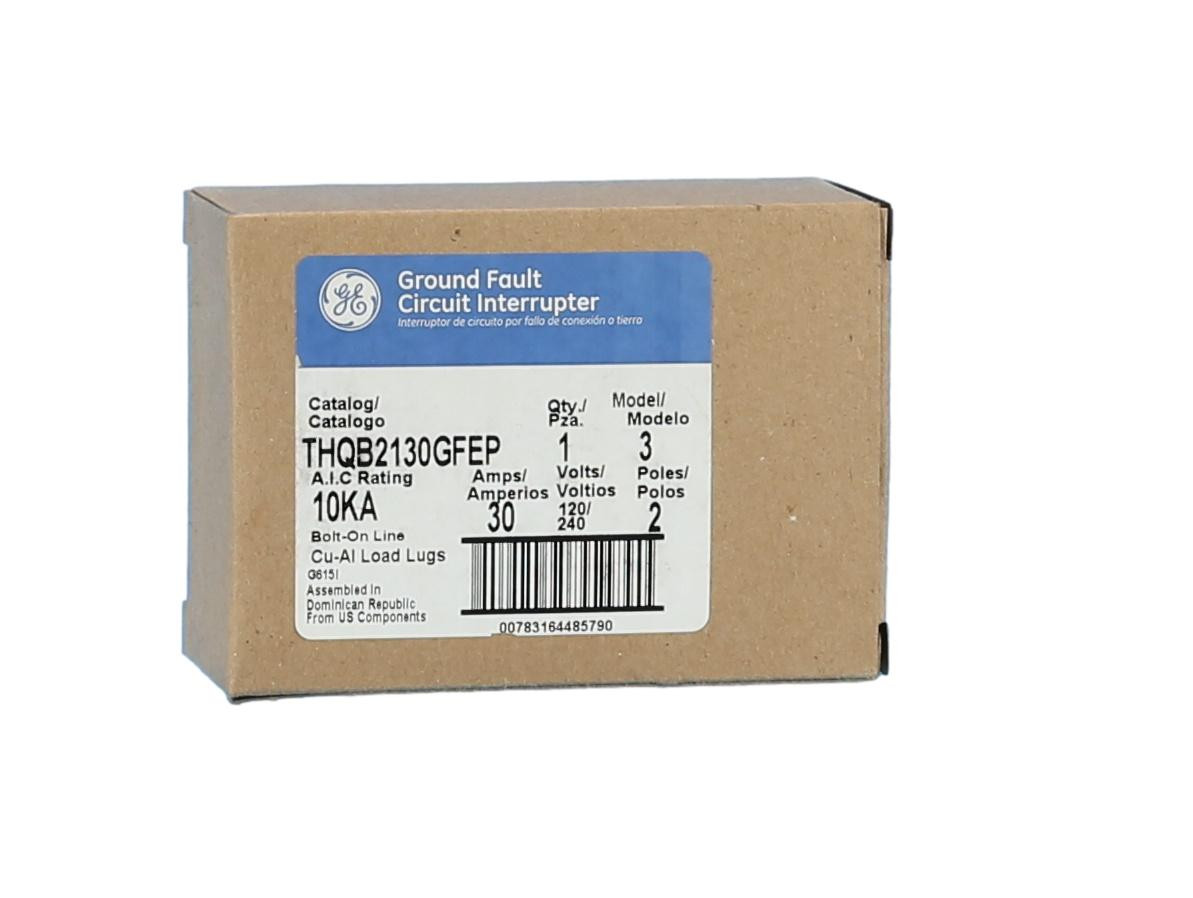 GE
Ground Fault
Circuit Interrupter
Interruptor de circuito por falla de conexión a tierra
Catalog/ Qty./ Model/
Catalogo Pza. Modelo
THQB2130GFEP 1 3
A.I.C Rating Amps/ Volts/ Poles/
Amperios Voltios Polos
10KA 30 120/ 2
240
Bolt-On Line
Cu-Al Load Lugs
G615I
Assembled in
Dominican Republic
From US Components
00783164485790